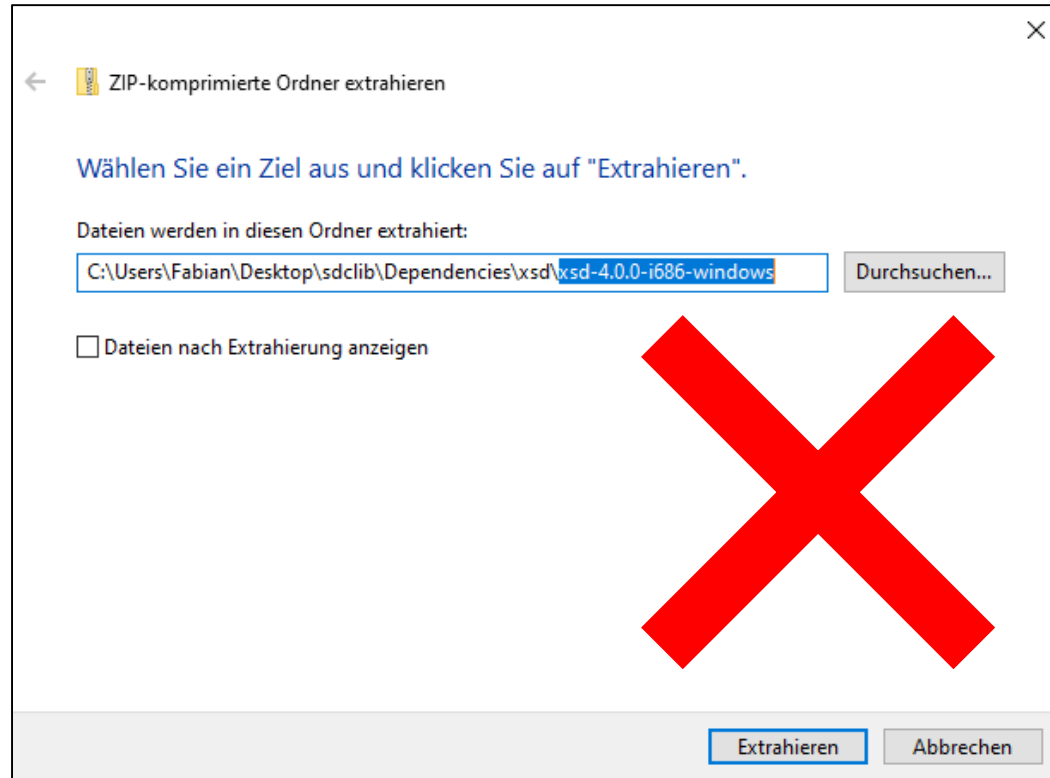 ZIP-komprimierte Ordner extrahieren
Wählen Sie ein Ziel aus und klicken Sie auf "Extrahieren".
Dateien werden in diesen Ordner extrahiert:
C:\Users\Fabian\Desktop\sdclib\Dependencies\xsd\xsd-4.0.0-i686-windows
Durchsuchen...
Dateien nach Extrahierung anzeigen
Extrahieren
Abbrechen